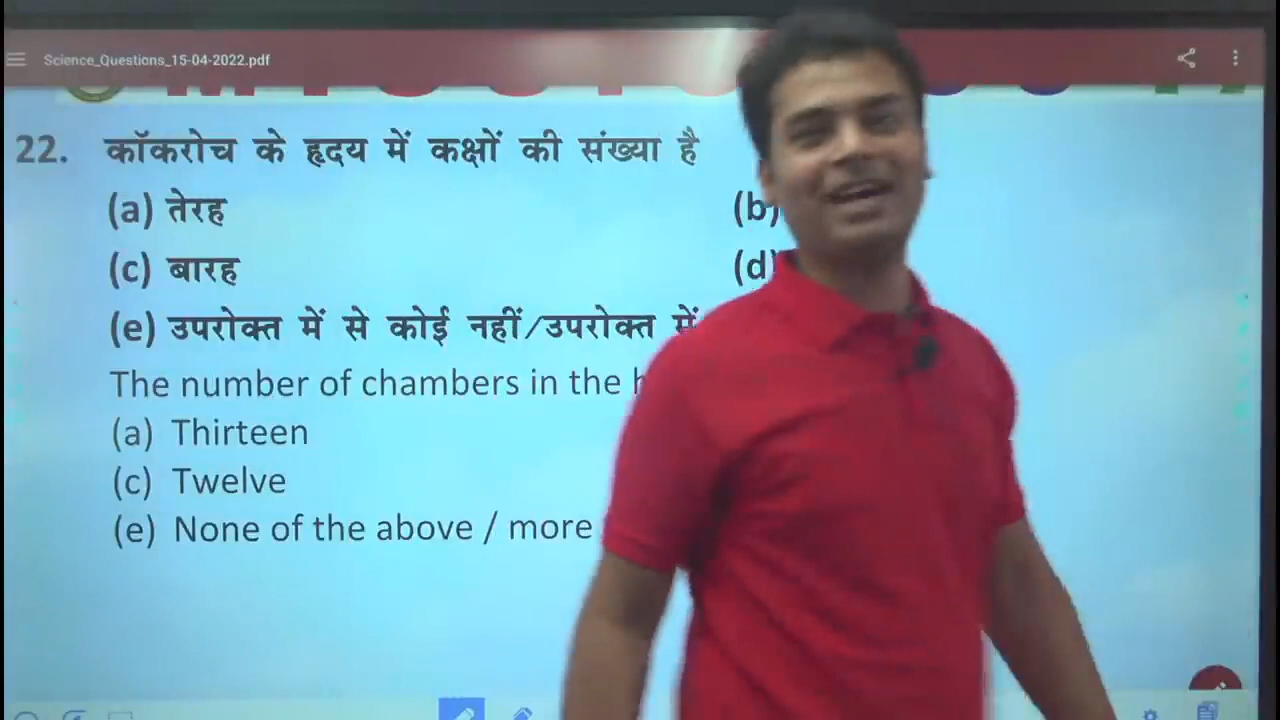 Science_Questions_15-04-2022.pdf
22. कॉकरोच के हृदय में कक्षों की संख्या है
(a) तेरह (b)
(c) बारह (d)
(e) उपरोक्त में से कोई नहीं/उपरोक्त में
The number of chambers in the
(a) Thirteen
(c) Twelve
(e) None of the above / more